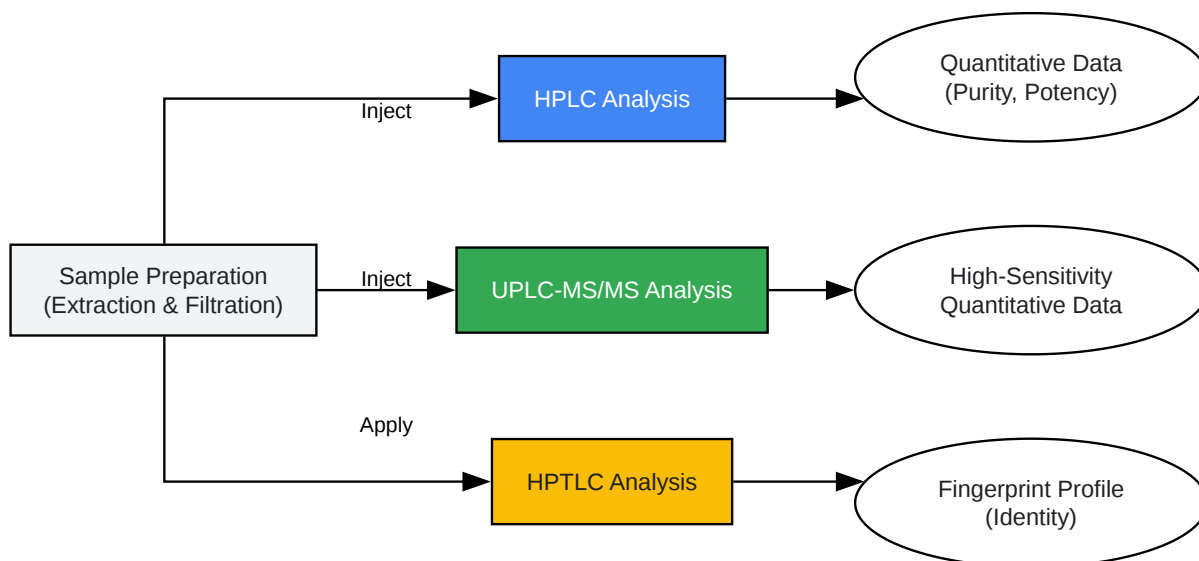 Quantitative Data
(Purity, Potency)
HPLC Analysis
Inject
Sample Preparation
(Extraction & Filtration)
Inject
UPLC-MS/MS Analysis
High-Sensitivity
Quantitative Data
Apply
HPTLC Analysis
Fingerprint Profile
(Identity)